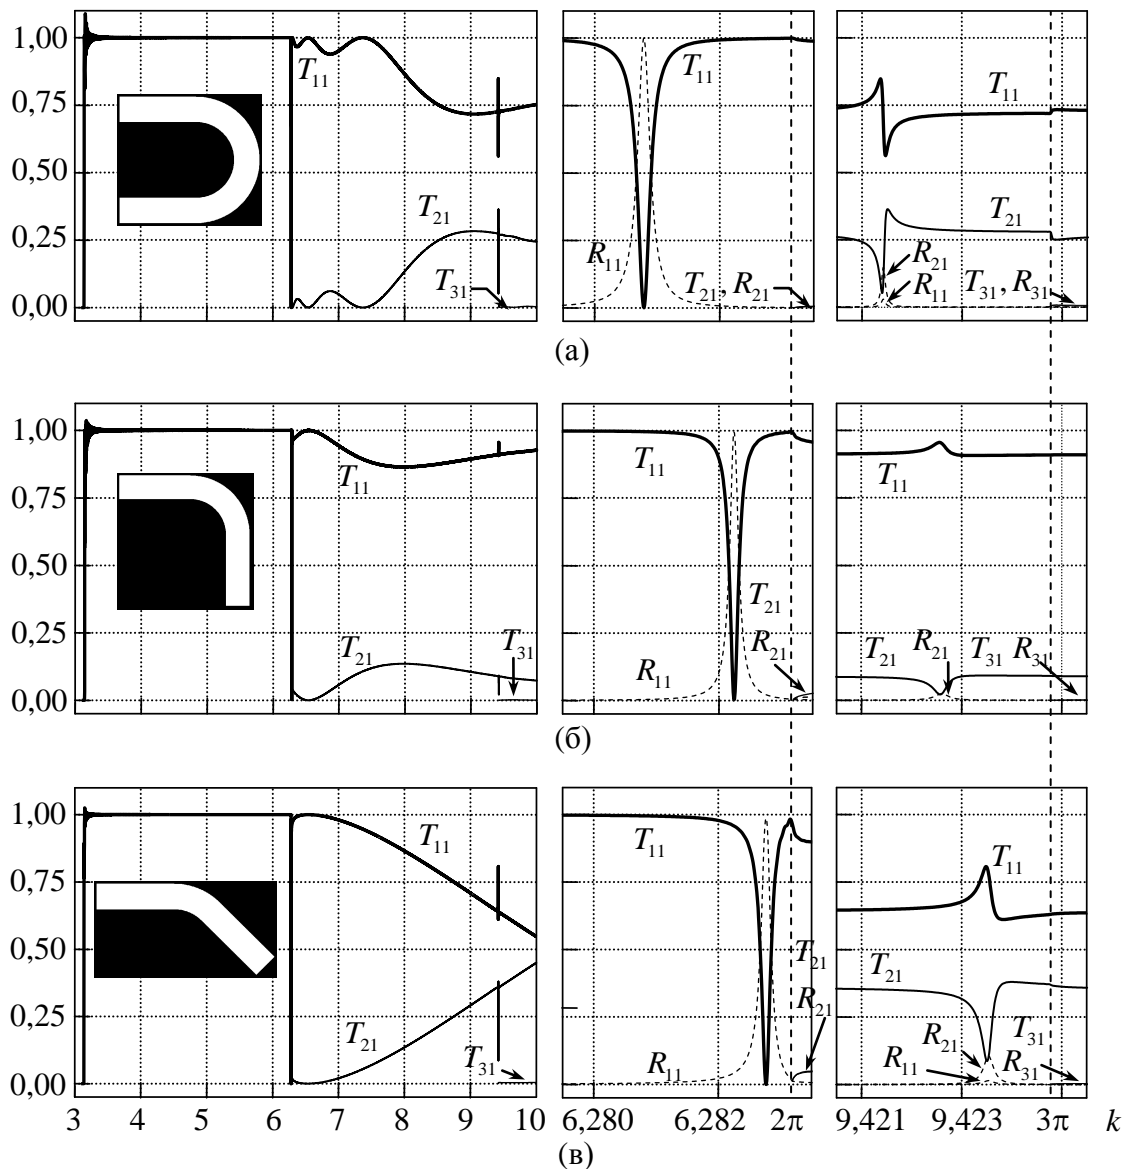 1,00
0,75
0,50
0,25
0,00
T11
T21
T31
T11
R11
T21, R21
T11
T21
R21
R11
T31, R31
(а)
1,00
0,75
0,50
0,25
0,00
T11
T21
T31
T11
T21
R21
R11
T11
T21 R21 T31 R31
(б)
1,00
0,75
0,50
0,25
0,00
T11
T21
T31
T11
T21
R21
R11
T11
T21
T31
R21
R11
R31
3 4 5 6 7 8 9 10 6,280 6,282 2π 9,421 9,423 3π k
(в)